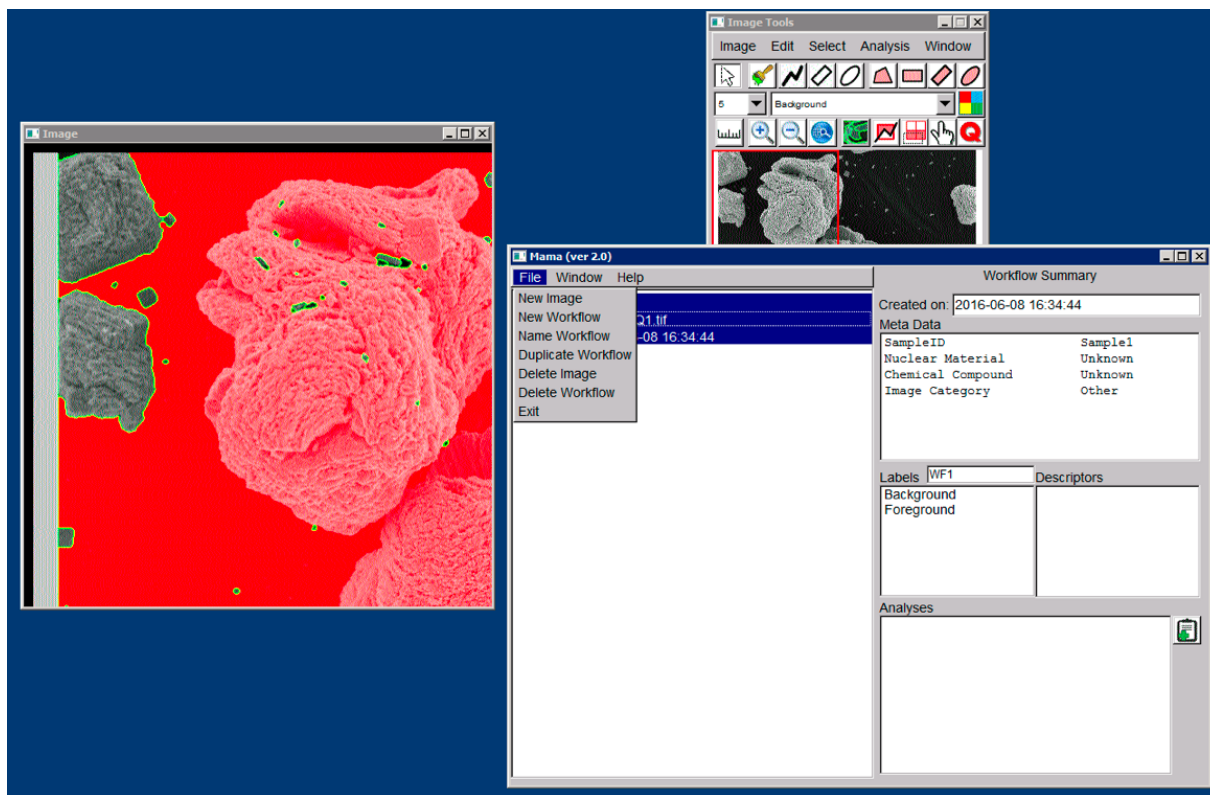 Image Tools
Image Edit Select Analysis Window
5 Background
Image
Mama (ver 2.0)
File Window Help
New Image
New Workflow
Name Workflow
Duplicate Workflow
Delete Image
Delete Workflow
Exit
Q1.tif
-08 16:34:44
Workflow Summary
Created on: 2016-06-08 16:34:44
Meta Data
SampleID Sample1
Nuclear Material Unknown
Chemical Compound Unknown
Image Category Other
Labels WF1 Descriptors
Background
Foreground
Analyses